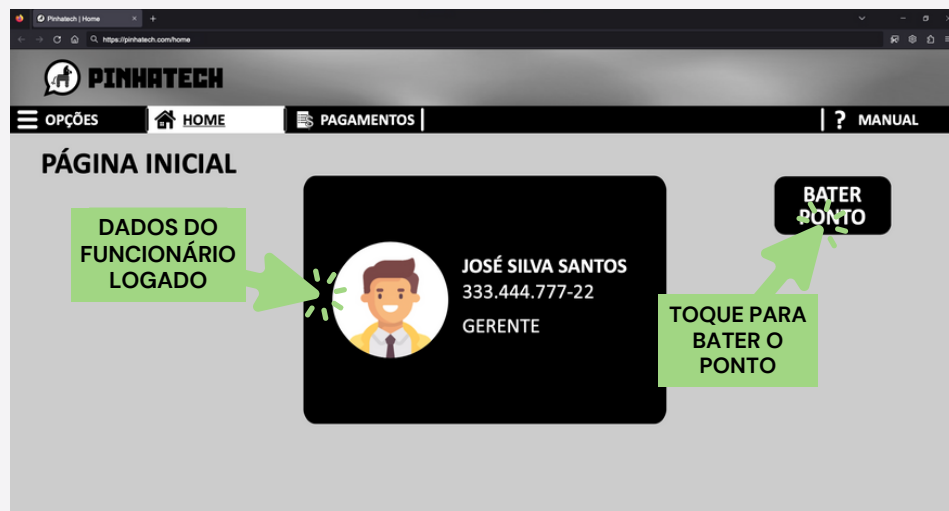 Pinhatech | Home
https://pinhatech.com/home
PINHATECH
OPÇÕES
HOME
PAGAMENTOS
? MANUAL
PÁGINA INICIAL
DADOS DO
FUNCIONÁRIO
LOGADO
JOSÉ SILVA SANTOS
333.444.777-22
GERENTE
BATER
PONTO
TOQUE PARA
BATER O
PONTO